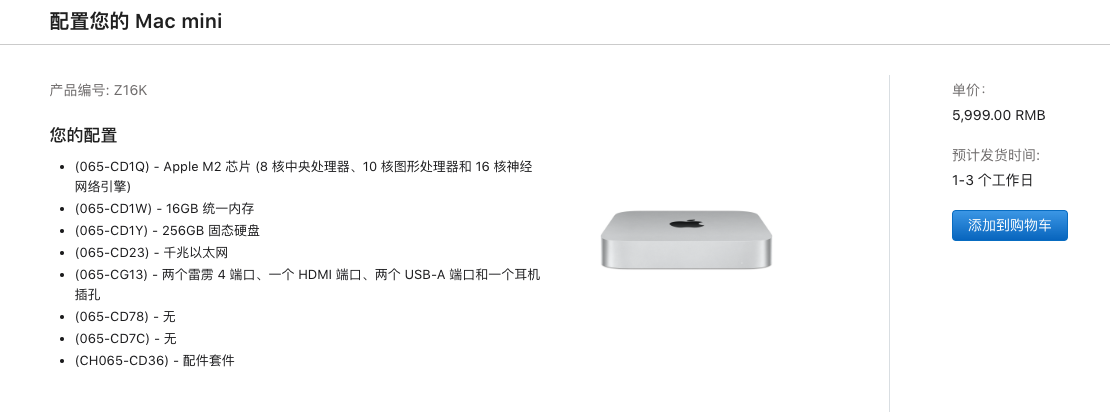 配置您的 Mac mini
产品编号: Z16K
您的配置
• (065-CD1Q) - Apple M2 芯片 (8 核中央处理器、10 核图形处理器和 16 核神经
网络引擎)
• (065-CD1W) - 16GB 统一内存
• (065-CD1Y) - 256GB 固态硬盘
• (065-CD23) - 千兆以太网
• (065-CG13) - 两个雷雳 4 端口、一个 HDMI 端口、两个 USB-A 端口和一个耳机
插孔
• (065-CD78) - 无
• (065-CD7C) - 无
• (CH065-CD36) - 配件套件
单价:
5,999.00 RMB
预计发货时间:
1-3 个工作日
添加到购物车